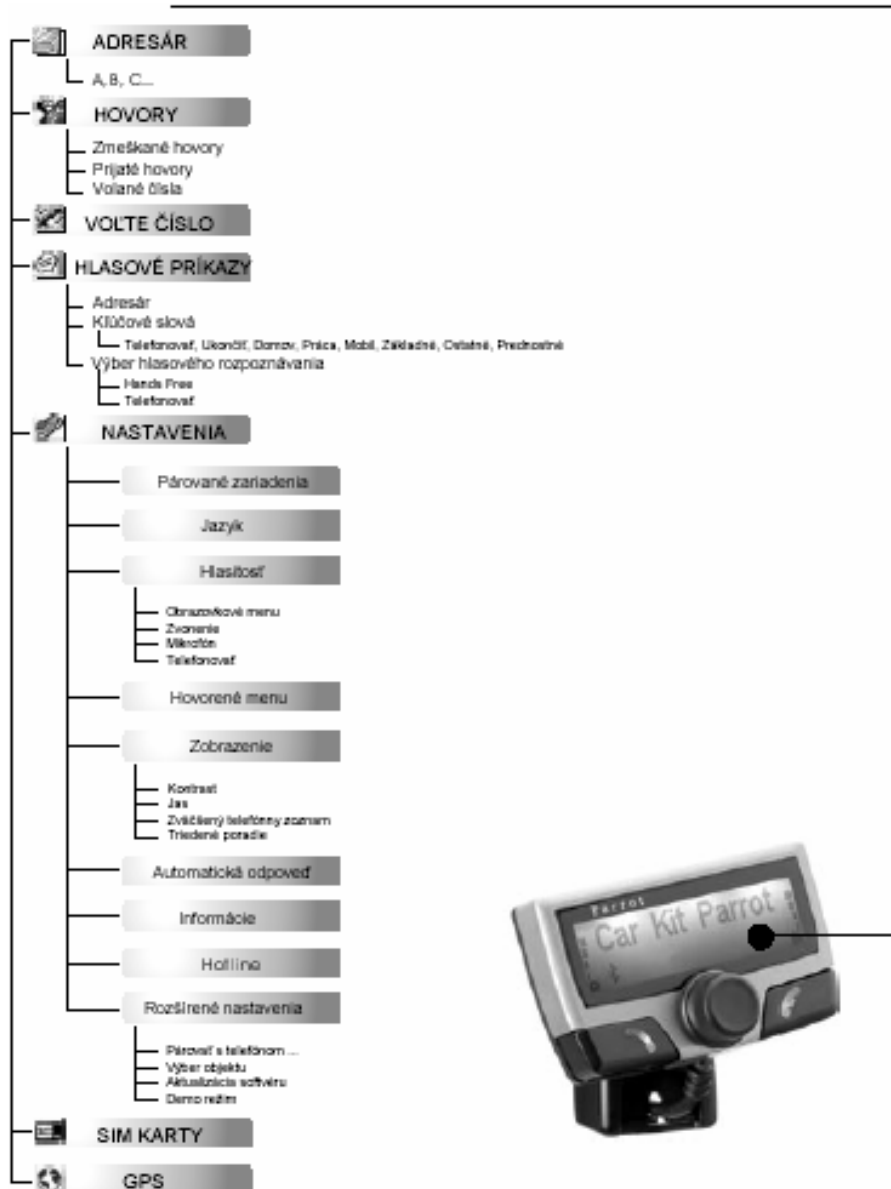 ADRESÁR
A, B, C...
HOVORY
Zmeškané hovory
Prijaté hovory
Volané čísla
VOĽTE ČÍSLO
HLASOVÉ PRÍKAZY
Adresár
Kľúčové slová
Telefonovať, Ukončiť, Domov, Práca, Mobil, Základné, Ostatné, Prednostné
Výber hlasového rozpoznávania
Hands Free
Telefonovať
NASTAVENIA
Párované zariadenia
Jazyk
Hlasitosť
Obrazovkové menu
Zvonenie
Mikrofón
Telefonovať
Hovorené menu
Zobrazenie
Kontrast
Jas
Zväčšený telefónny zoznam
Triedené poradie
Automatická odpoveď
Informácie
Hotline
Rozšírené nastavenia
Párovať s telefónom ...
Výber objektu
Aktualizácia softvéru
Demo režim
Parrot
Car Kit Parrot
SIM KARTY
GPS